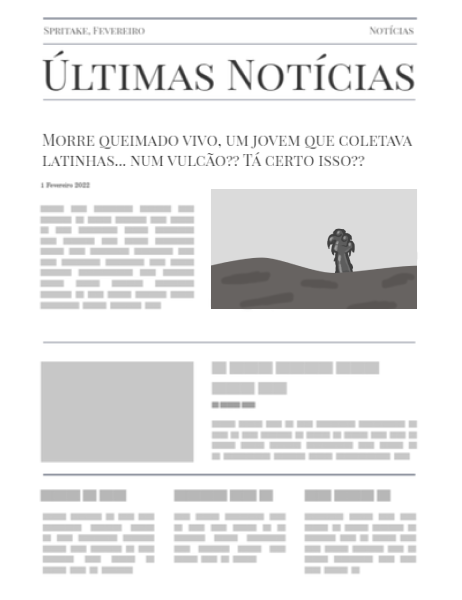 Spritake, Fevereiro
Notícias
Últimas Notícias
Morre queimado vivo, um jovem que coletava
latinhas... num vulcão?? Tá certo isso??
1 Fevereiro 2022